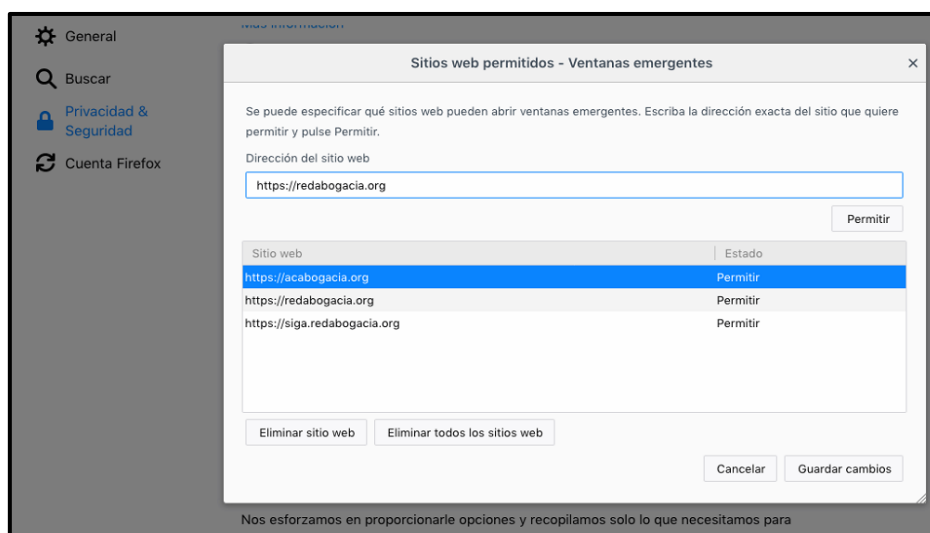 Más información
General
Sitios web permitidos - Ventanas emergentes
Buscar
Privacidad &
Seguridad
Cuenta Firefox
Se puede especificar qué sitios web pueden abrir ventanas emergentes. Escriba la dirección exacta del sitio que quiere
permitir y pulse Permitir.
Dirección del sitio web
https://redabogacia.org
Permitir
Sitio web Estado
https://acabogacia.org Permitir
https://redabogacia.org Permitir
https://siga.redabogacia.org Permitir
Eliminar sitio web Eliminar todos los sitios web
Cancelar Guardar cambios
Nos esforzamos en proporcionarle opciones y recopilamos solo lo que necesitamos para